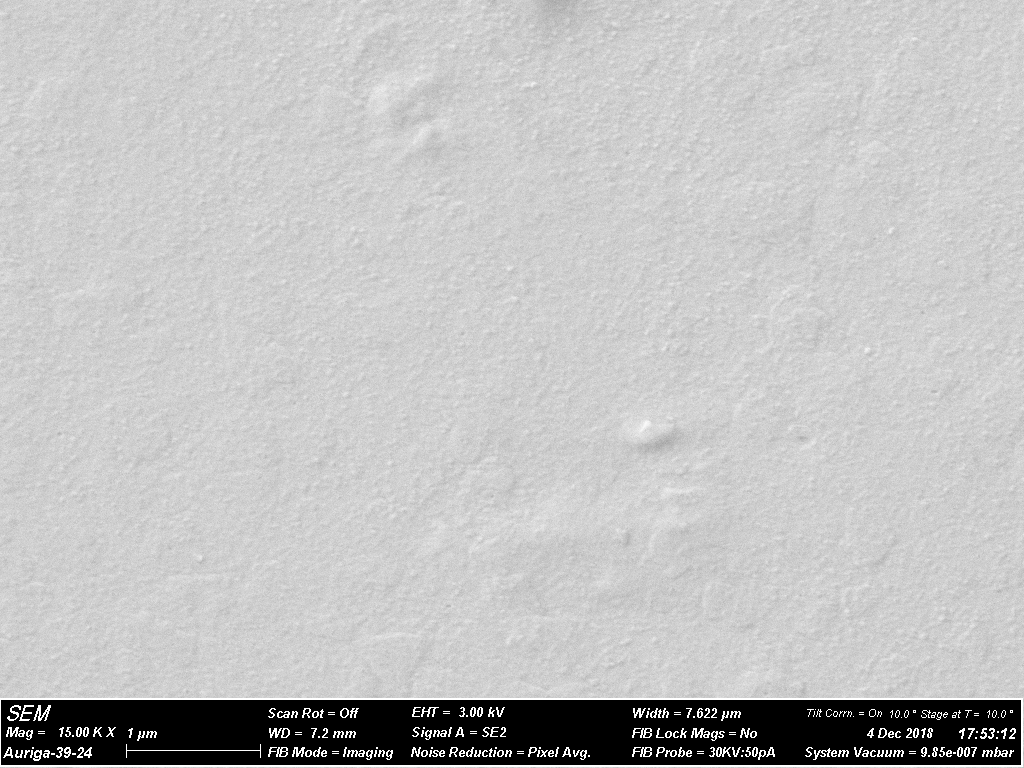 SEM
Mag = 15.00 K X 1 µm
Auriga-39-24
Scan Rot = Off
WD = 7.2 mm
FIB Mode = Imaging
EHT = 3.00 kV
Signal A = SE2
Noise Reduction = Pixel Avg.
Width = 7.622 µm
FIB Lock Mags = No
FIB Probe = 30KV:50pA
Tilt Corrn. = On 10.0 ° Stage at T = 10.0 °
4 Dec 2018 17:53:12
System Vacuum = 9.85e-007 mbar